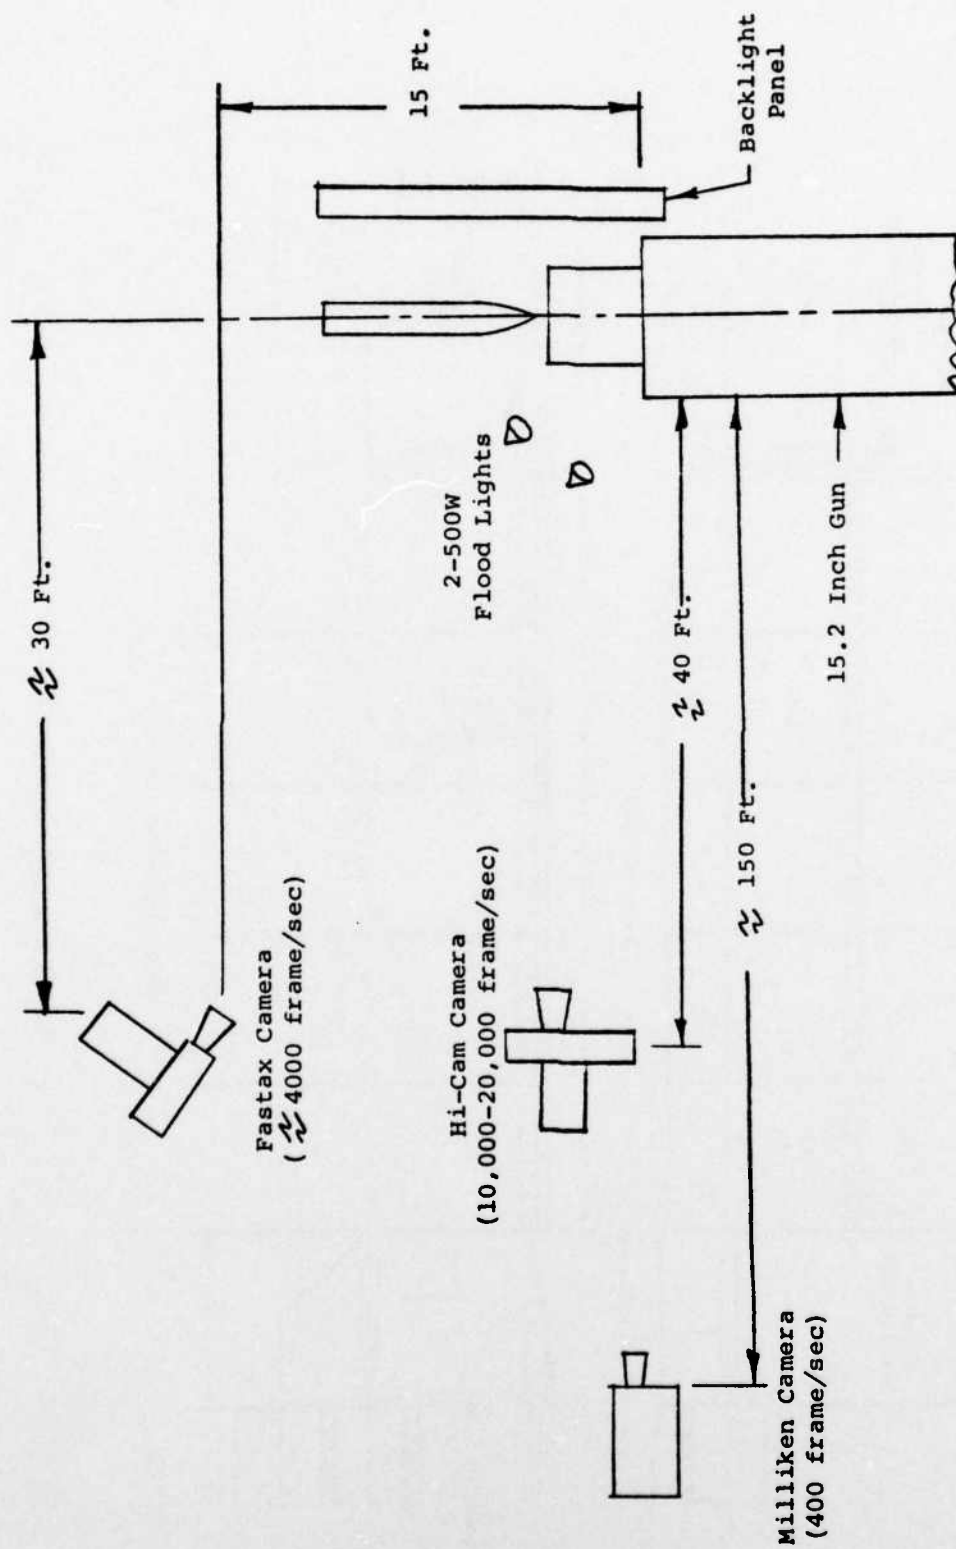 ≈ 30 Ft.
Fastax Camera
(≈ 4000 frame/sec)
15 Ft.
Hi-Cam Camera
(10,000-20,000 frame/sec)
2-500W
Flood Lights
≈ 40 Ft.
Backlight
Panel
≈ 150 Ft.
Milliken Camera
(400 frame/sec)
15.2 Inch Gun